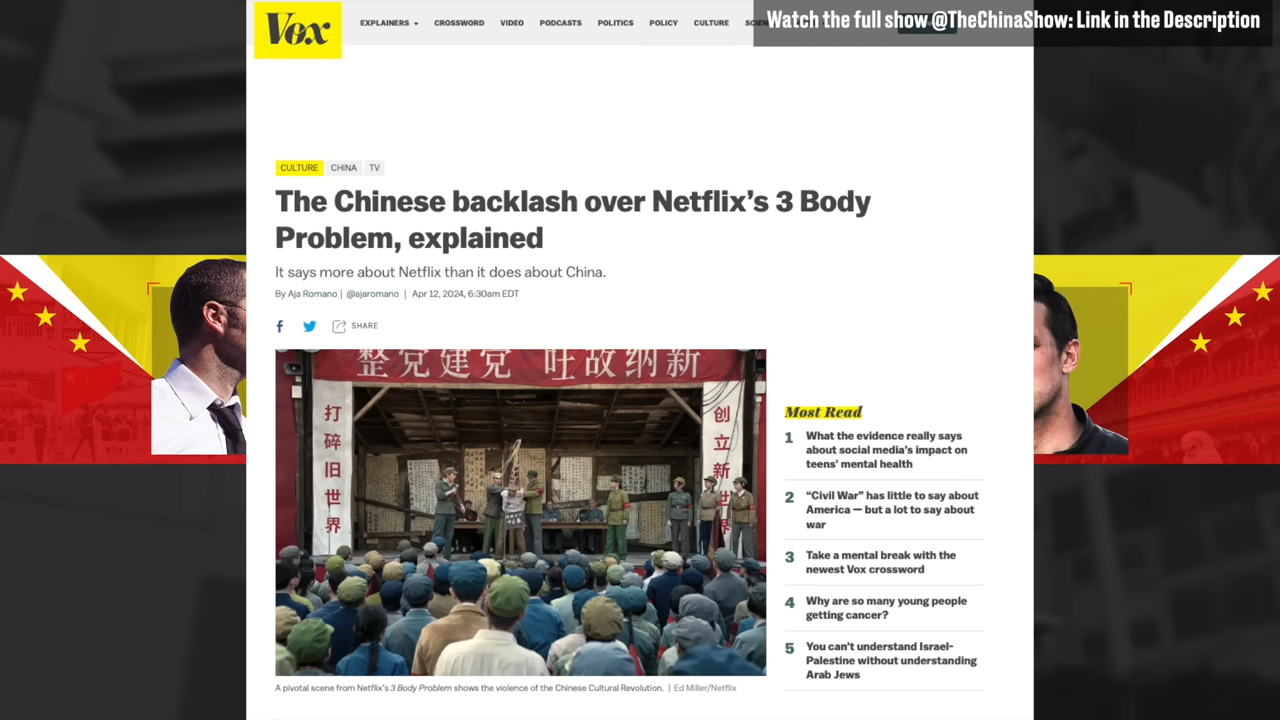 Vox
EXPLAINERS
CROSSWORD
VIDEO
PODCASTS
POLITICS
POLICY
CULTURE
Watch the full show @TheChinaShow: Link in the Description
CULTURE
CHINA
TV
The Chinese backlash over Netflix’s 3 Body
Problem, explained
It says more about Netflix than it does about China.
By Aja Romano | @ajaromano | Apr 12, 2024, 6:30am EDT
SHARE
整党建党 吐故纳新
打碎旧世界
创立新世界
A pivotal scene from Netflix's 3 Body Problem shows the violence of the Chinese Cultural Revolution. | Ed Miller/Netflix
Most Read
1 What the evidence really says
about social media’s impact on
teens’ mental health
2 “Civil War” has little to say about
America — but a lot to say about
war
3 Take a mental break with the
newest Vox crossword
4 Why are so many young people
getting cancer?
5 You can’t understand Israel-
Palestine without understanding
Arab Jews